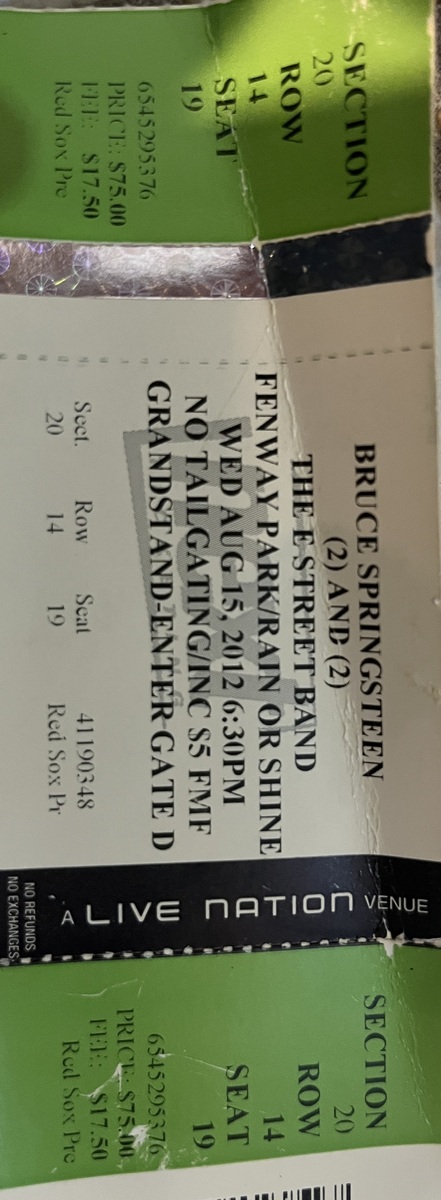 SECTION
20
ROW
14
SEAT
19
6545295376
PRICE: $75.00
FEE: $17.50
Red Sox Pre
BRUCE SPRINGSTEEN
(2) AND (2)
THE E STREET BAND
FENWAY PARK/RAIN OR SHINE
WED AUG 15, 2012 6:30PM
NO TAILGATING/INC $5 FMF
GRANDSTAND-ENTER GATE D
Sect. Row Seat 41190348
20 14 19 Red Sox Pr
A LIVE NATION VENUE
NO REFUNDS
NO EXCHANGES
SECTION
20
ROW
14
SEAT
19
6545295376
PRICE: $75.00
FEE: $17.50
Red Sox Pre